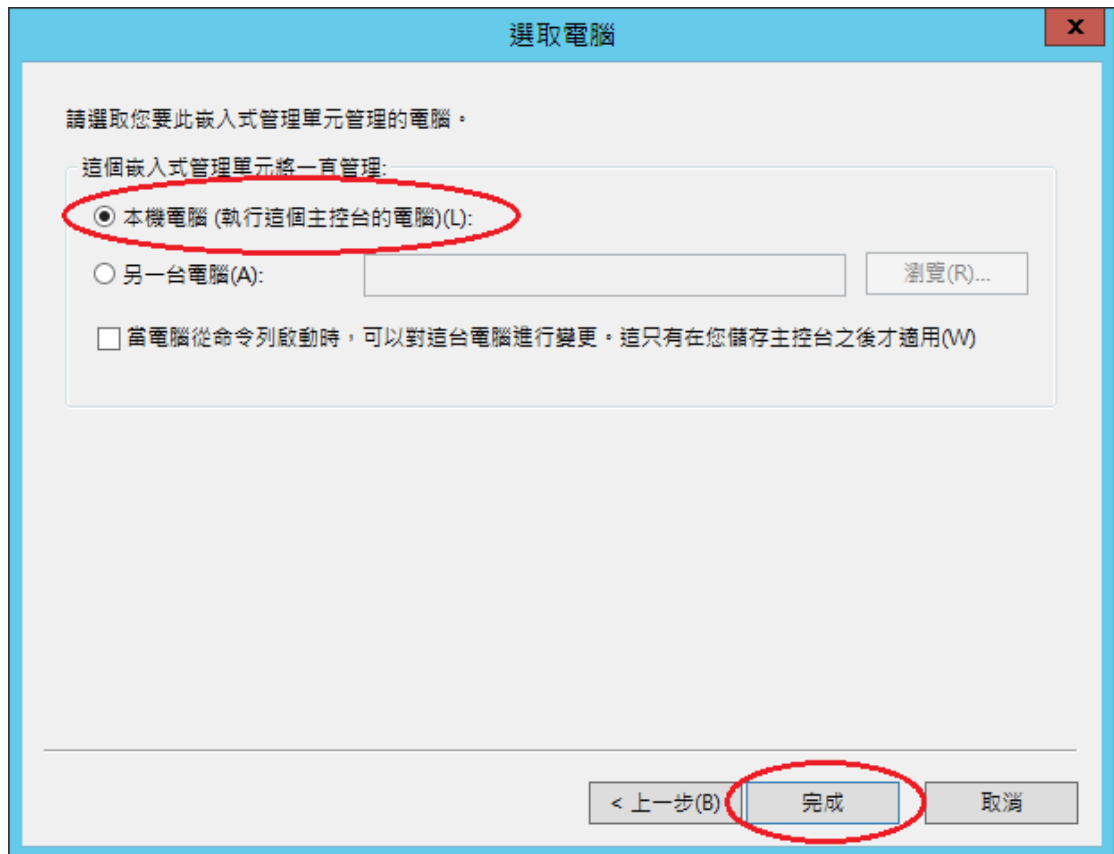 選取電腦
x
請選取您要此嵌入式管理單元管理的電腦。
這個嵌入式管理單元將一直管理:
本機電腦 (執行這個主控台的電腦)(L):
另一台電腦(A):
瀏覽(R)...
當電腦從命令列啟動時，可以對這台電腦進行變更。這只有在您儲存主控台之後才適用(W)
< 上一步(B)
完成
取消